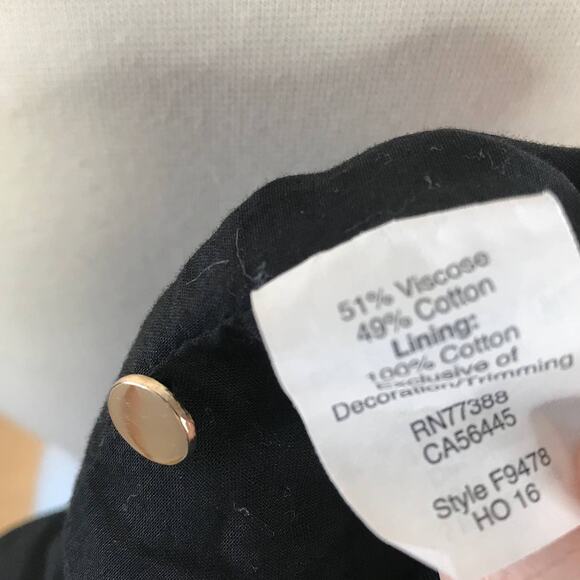 51% Viscose
49% Cotton
Lining:
100% Cotton
Exclusive of
Decoration/Trimming
RN77388
CA56445
Style F9478
HO 16